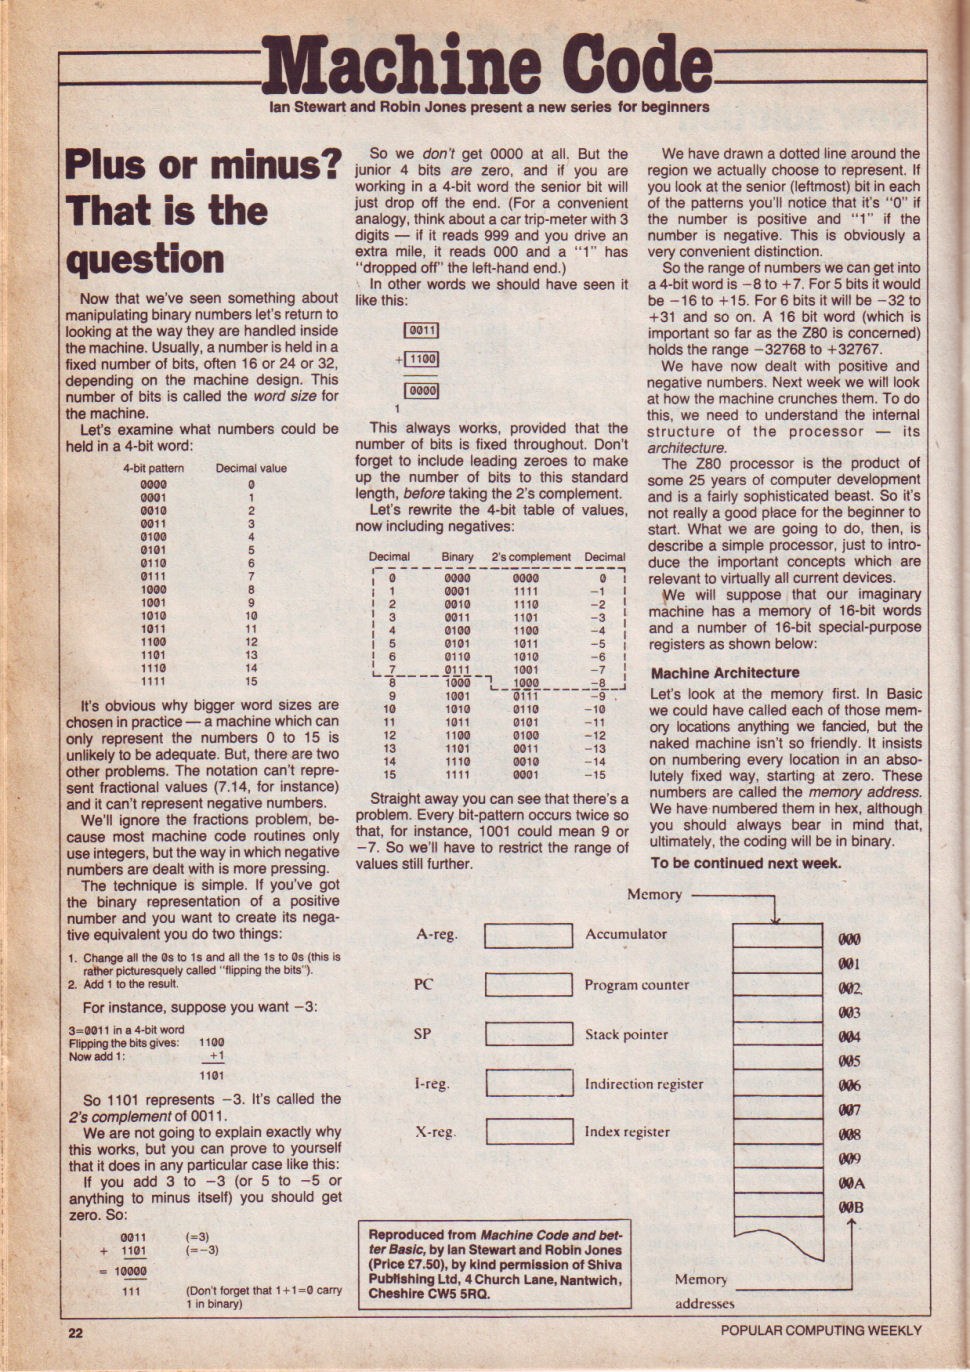 Machine Code
Ian Stewart and Robin Jones present a new series for beginners
Plus or minus?
That is the
question
Now that we've seen something about
manipulating binary numbers let's return to
looking at the way they are handled inside
the machine. Usually, a number is held in a
fixed number of bits, often 16 or 24 or 32,
depending on the machine design. This
number of bits is called the word size for
the machine.
Let's examine what numbers could be
held in a 4-bit word:
4-bit pattern Decimal value
0000 0
0001 1
0010 2
0011 3
0100 4
0101 5
0110 6
0111 7
1000 8
1001 9
1010 10
1011 11
1100 12
1101 13
1110 14
1111 15
It's obvious why bigger word sizes are
chosen in practice — a machine which can
only represent the numbers 0 to 15 is
unlikely to be adequate. But, there are two
other problems. The notation can't repre-
sent fractional values (7.14, for instance)
and it can't represent negative numbers.
We'll ignore the fractions problem, be-
cause most machine code routines only
use integers, but the way in which negative
numbers are dealt with is more pressing.
The technique is simple. If you've got
the binary representation of a positive
number and you want to create its nega-
tive equivalent you do two things:
1. Change all the 0s to 1s and all the 1s to 0s (this is
rather picturesquely called "flipping the bits").
2. Add 1 to the result.
For instance, suppose you want −3:
3=0011 in a 4-bit word
Flipping the bits gives: 1100
Now add 1: +1
1101
So 1101 represents −3. It's called the
2's complement of 0011.
We are not going to explain exactly why
this works, but you can prove to yourself
that it does in any particular case like this:
If you add 3 to −3 (or 5 to −5 or
anything to minus itself) you should get
zero. So:
0011 (=3)
+ 1101 (=−3)
= 10000
111 (Don't forget that 1+1=0 carry
1 in binary)
So we don't get 0000 at all. But the
junior 4 bits are zero, and if you are
working in a 4-bit word the senior bit will
just drop off the end. (For a convenient
analogy, think about a car trip-meter with 3
digits — if it reads 999 and you drive an
extra mile, it reads 000 and a "1" has
"dropped off" the left-hand end.)
In other words we should have seen it
like this:
0011
+ 1100
0000
1
This always works, provided that the
number of bits is fixed throughout. Don't
forget to include leading zeroes to make
up the number of bits to this standard
length, before taking the 2's complement.
Let's rewrite the 4-bit table of values,
now including negatives:
Decimal Binary 2's complement Decimal
0 0000 0000 0
1 0001 1111 −1
2 0010 1110 −2
3 0011 1101 −3
4 0100 1100 −4
5 0101 1011 −5
6 0110 1010 −6
7 0111 1001 −7
8 1000 1000 −8
9 1001 0111 −9
10 1010 0110 −10
11 1011 0101 −11
12 1100 0100 −12
13 1101 0011 −13
14 1110 0010 −14
15 1111 0001 −15
Straight away you can see that there's a
problem. Every bit-pattern occurs twice so
that, for instance, 1001 could mean 9 or
−7. So we'll have to restrict the range of
values still further.
We have drawn a dotted line around the
region we actually choose to represent. If
you look at the senior (leftmost) bit in each
of the patterns you'll notice that it's "0" if
the number is positive and "1" if the
number is negative. This is obviously a
very convenient distinction.
So the range of numbers we can get into
a 4-bit word is −8 to +7. For 5 bits it would
be −16 to +15. For 6 bits it will be −32 to
+31 and so on. A 16 bit word (which is
important so far as the Z80 is concerned)
holds the range −32768 to +32767.
We have now dealt with positive and
negative numbers. Next week we will look
at how the machine crunches them. To do
this, we need to understand the internal
structure of the processor — its
architecture.
The Z80 processor is the product of
some 25 years of computer development
and is a fairly sophisticated beast. So it's
not really a good place for the beginner to
start. What we are going to do, then, is
describe a simple processor, just to intro-
duce the important concepts which are
relevant to virtually all current devices.
We will suppose that our imaginary
machine has a memory of 16-bit words
and a number of 16-bit special-purpose
registers as shown below:
Machine Architecture
Let's look at the memory first. In Basic
we could have called each of those mem-
ory locations anything we fancied, but the
naked machine isn't so friendly. It insists
on numbering every location in an abso-
lutely fixed way, starting at zero. These
numbers are called the memory address.
We have numbered them in hex, although
you should always bear in mind that,
ultimately, the coding will be in binary.
To be continued next week.
Memory
A-reg. Accumulator
PC Program counter
SP Stack pointer
I-reg. Indirection register
X-reg. Index register
000
001
002
003
004
005
006
007
008
009
00A
00B
Memory
addresses
Reproduced from Machine Code and bet-
ter Basic, by Ian Stewart and Robin Jones
(Price £7.50), by kind permission of Shiva
Publishing Ltd, 4 Church Lane, Nantwich,
Cheshire CW5 5RQ.
22
POPULAR COMPUTING WEEKLY